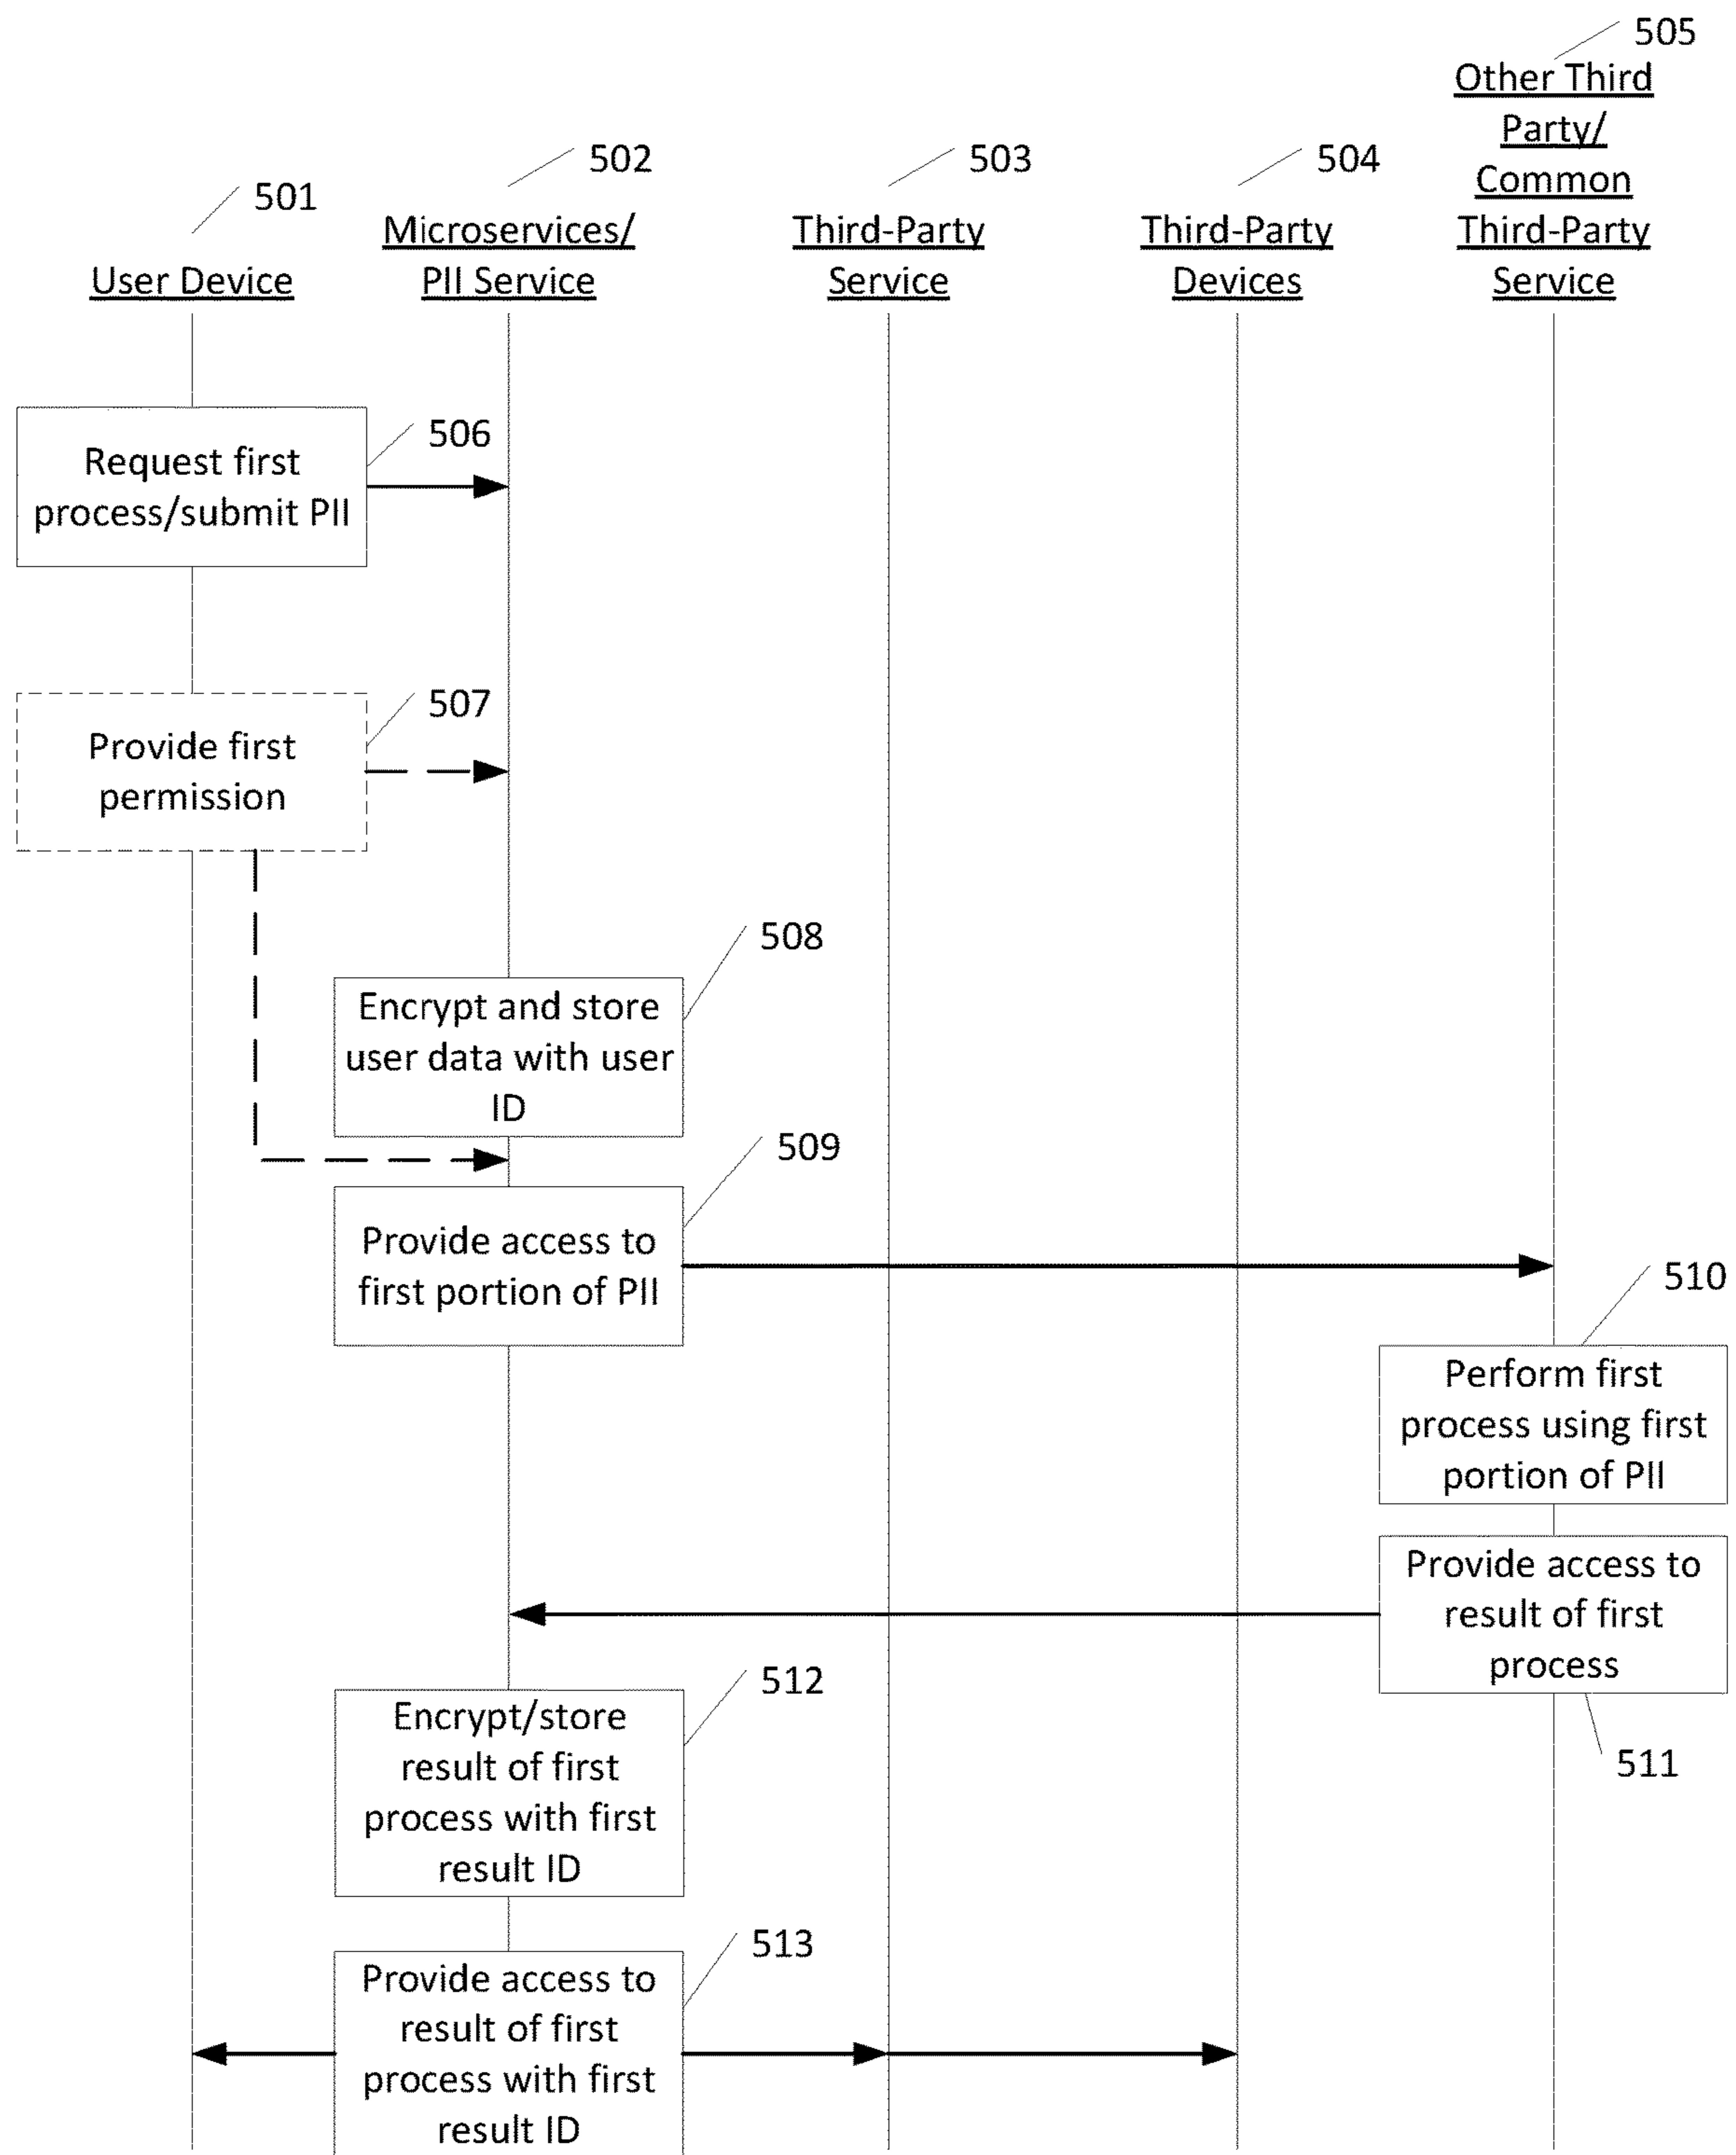 505
Other Third
Party/
Common
Third-Party
Service
502
503
504
501
Microservices/
PII Service
Third-Party
Service
Third-Party
Devices
User Device
506
Request first
process/submit PII
507
Provide first
permission
508
Encrypt and store
user data with user
ID
509
Provide access to
first portion of PII
510
Perform first
process using first
portion of PII
Provide access to
result of first
process
511
512
Encrypt/store
result of first
process with first
result ID
513
Provide access to
result of first
process with first
result ID